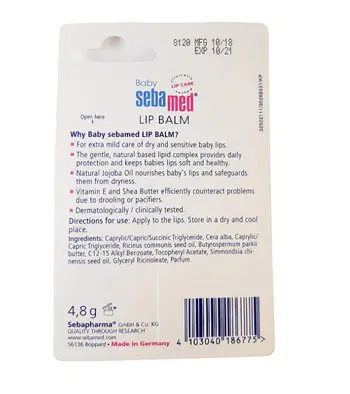 8120 MFG 10/18
EXP 10/21
Baby
LIP CARE
sebamed®
LIP BALM
Open here
32502111/30268531/KP
Why Baby sebamed LIP BALM?
For extra mild care of dry and sensitive baby lips.
The gentle, natural based lipid complex provides daily
protection and keeps babies lips soft and healthy.
Natural Jojoba Oil nourishes baby's lips and safeguards
them from dryness.
Vitamin E and Shea Butter efficiently counteract problems
due to drooling or pacifiers.
Dermatologically / clinically tested.
Directions for use: Apply to the lips. Store in a dry and cool
place.
Ingredients: Caprylic/Capric/Succinic Triglyceride, Cera alba, Caprylic/
Capric Triglyceride, Ricinus communis seed oil, Butyrospermum parkii
butter, C12-15 Alkyl Benzoate, Tocopheryl Acetate, Simmondsia chi-
nensis seed oil, Glyceryl Ricinoleate, Parfum
4,8 g
Sebapharma® GmbH & Co. KG
QUALITY THROUGH RESEARCH
www.sebamed.com
56136 Boppard • Made in Germany
4 103040 186775 >